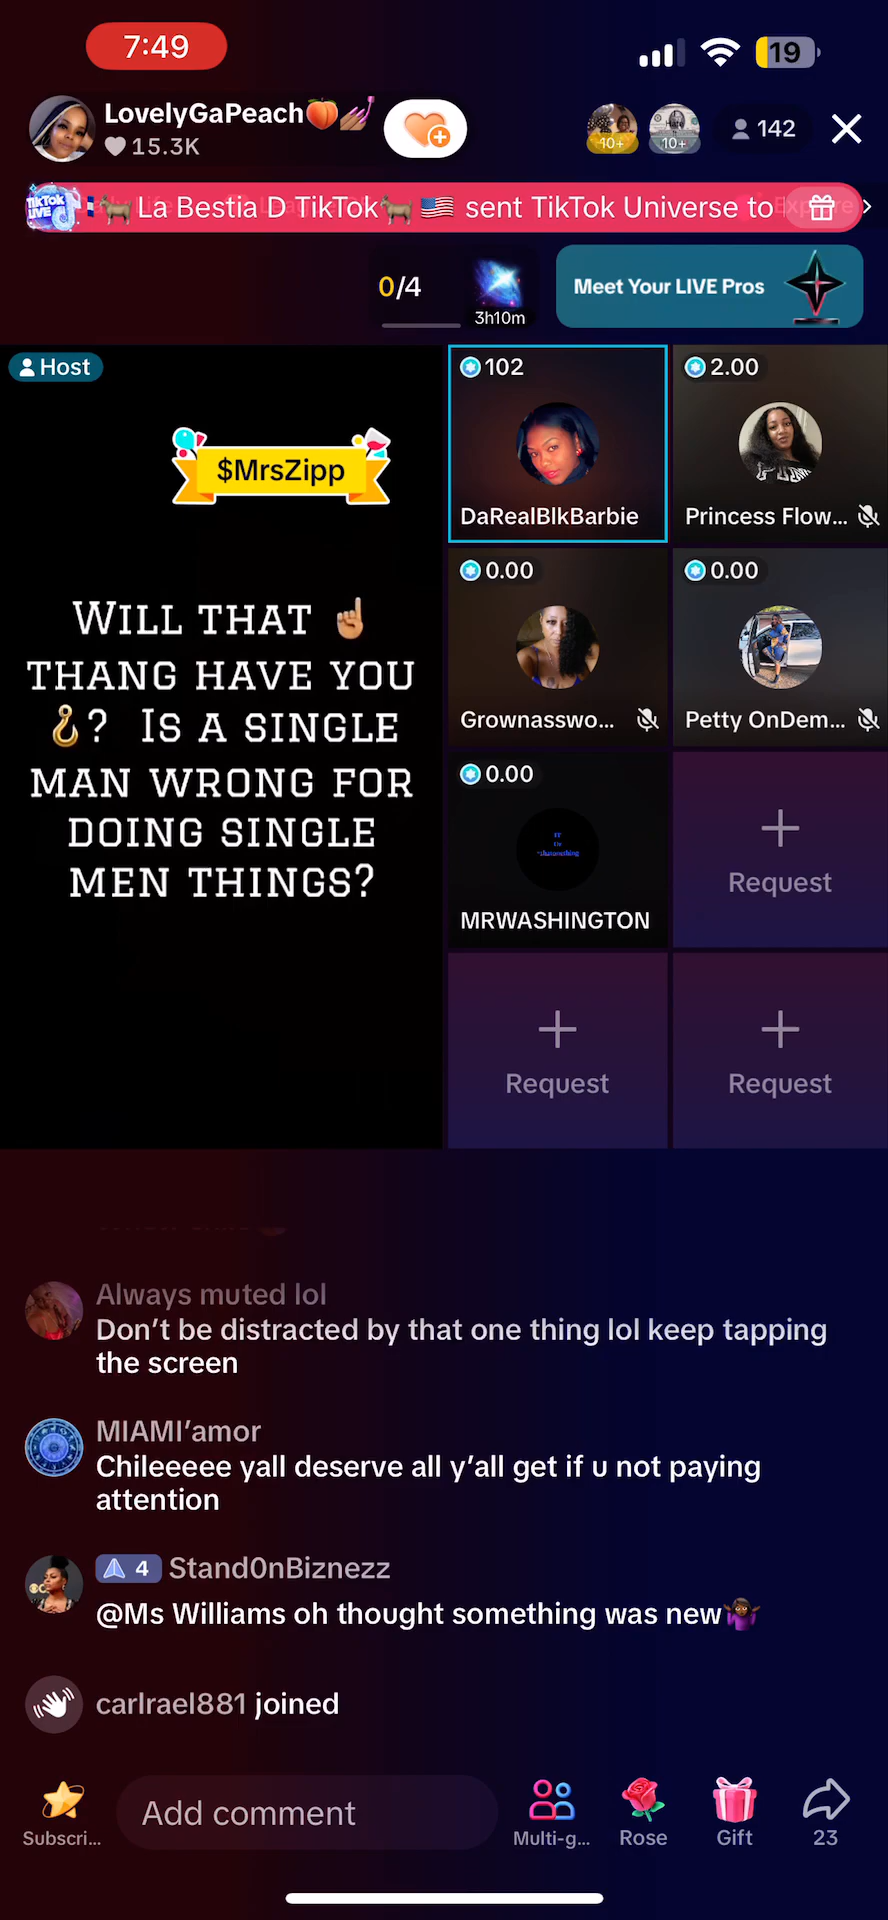 7:49
19
LovelyGaPeach🍑💅🏽
15.3K
10+
10+
142
La Bestia D TikTok🐐🇺🇸 sent TikTok Universe to
0/4
3h10m
Meet Your LIVE Pros
Host
$MrsZipp
WILL THAT ☝🏽
THANG HAVE YOU
🪝? IS A SINGLE
MAN WRONG FOR
DOING SINGLE
MEN THINGS?
102
DaRealBlkBarbie
2.00
Princess Flow...
0.00
Grownasswo...
0.00
Petty OnDem...
0.00
MRWASHINGTON
+
Request
+
Request
+
Request
Always muted lol
Don't be distracted by that one thing lol keep tapping
the screen
MIAMI'amor
Chileeeee yall deserve all y'all get if u not paying
attention
4 Stand0nBiznezz
@Ms Williams oh thought something was new🤷🏾‍♀️
carlrael881 joined
Subscri...
Add comment
Multi-g...
Rose
Gift
23